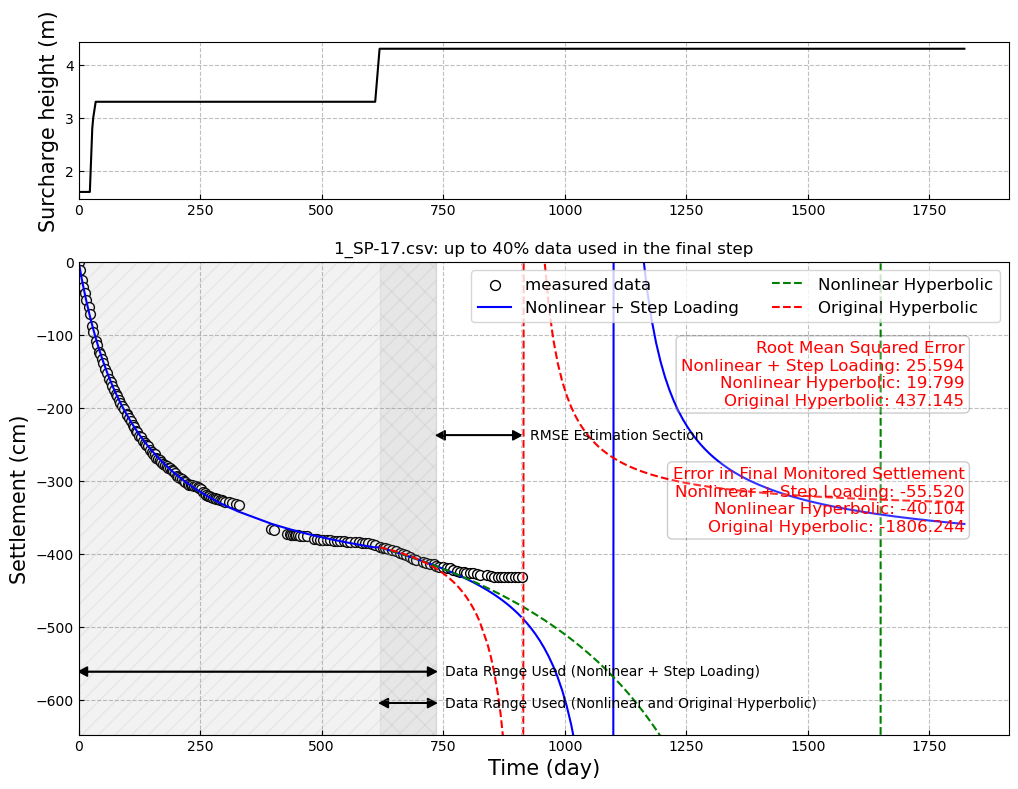 Surcharge height (m)
4
3
2
0 250 500 750 1000 1250 1500 1750
1_SP-17.csv: up to 40% data used in the final step
Settlement (cm)
0
−100
−200
−300
−400
−500
−600
measured data
Nonlinear + Step Loading
Nonlinear Hyperbolic
Original Hyperbolic
Root Mean Squared Error
Nonlinear + Step Loading: 25.594
Nonlinear Hyperbolic: 19.799
Original Hyperbolic: 437.145
RMSE Estimation Section
Error in Final Monitored Settlement
Nonlinear + Step Loading: -55.520
Nonlinear Hyperbolic: -40.104
Original Hyperbolic: -1806.244
Data Range Used (Nonlinear + Step Loading)
Data Range Used (Nonlinear and Original Hyperbolic)
0 250 500 750 1000 1250 1500 1750
Time (day)